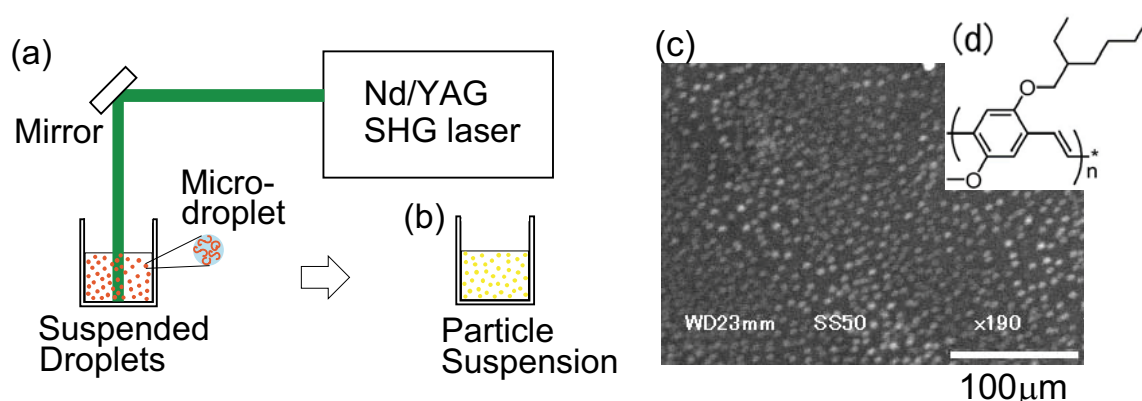 (a)
Mirror
Nd/YAG
SHG laser
Micro-
droplet
Suspended
Droplets
(b)
Particle
Suspension
(c)
WD23mm SS50 x190
100μm
(d)
O
O
*
n